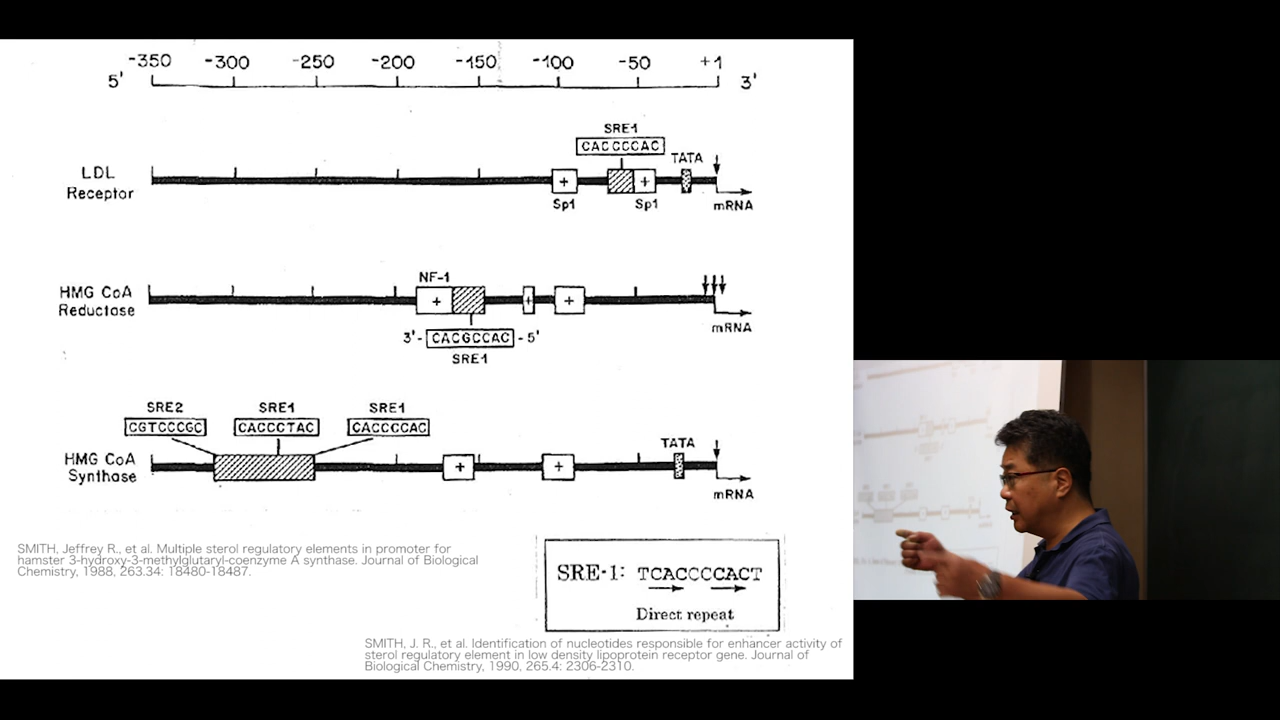 -350 -300 -250 -200 -150 -100 -50 +1
5' 3'
SRE1
CACCCCAC
TATA
LDL
Receptor
+ +
Sp1 Sp1
mRNA
NF-1
HMG CoA
Reductase
+ + +
mRNA
3'- CACGCCAC -5'
SRE1
SRE2 SRE1 SRE1
CGTCCCGC CACCCTAC CACCCCAC
TATA
HMG CoA
Synthase
+ +
mRNA
SMITH, Jeffrey R., et al. Multiple sterol regulatory elements in promoter for
hamster 3-hydroxy-3-methylglutaryl-coenzyme A synthase. Journal of Biological
Chemistry, 1988, 263.34: 18480-18487.
SRE-1: TCACCCCACT
Direct repeat
SMITH, J. R., et al. Identification of nucleotides responsible for enhancer activity of
sterol regulatory element in low density lipoprotein receptor gene. Journal of
Biological Chemistry, 1990, 265.4: 2306-2310.